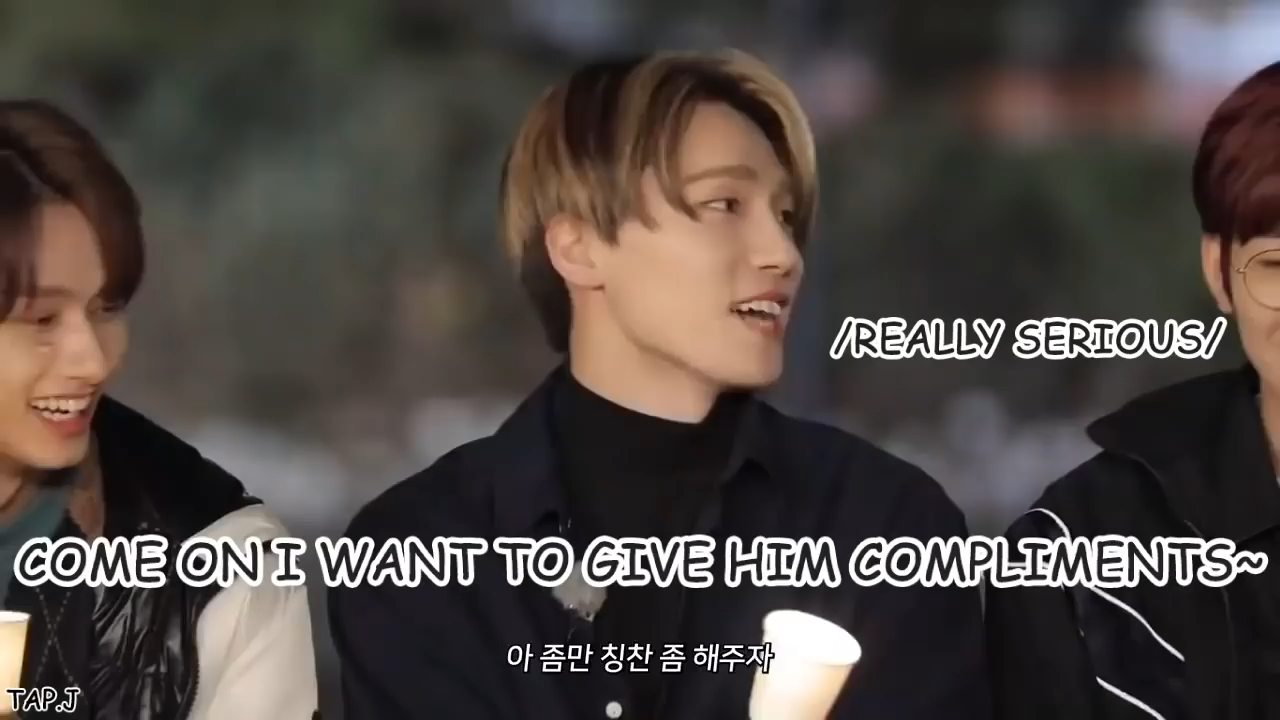 /REALLY SERIOUS/
COME ON I WANT TO GIVE HIM COMPLIMENTS~
아 좀만 칭찬 좀 해주자
TAP.J